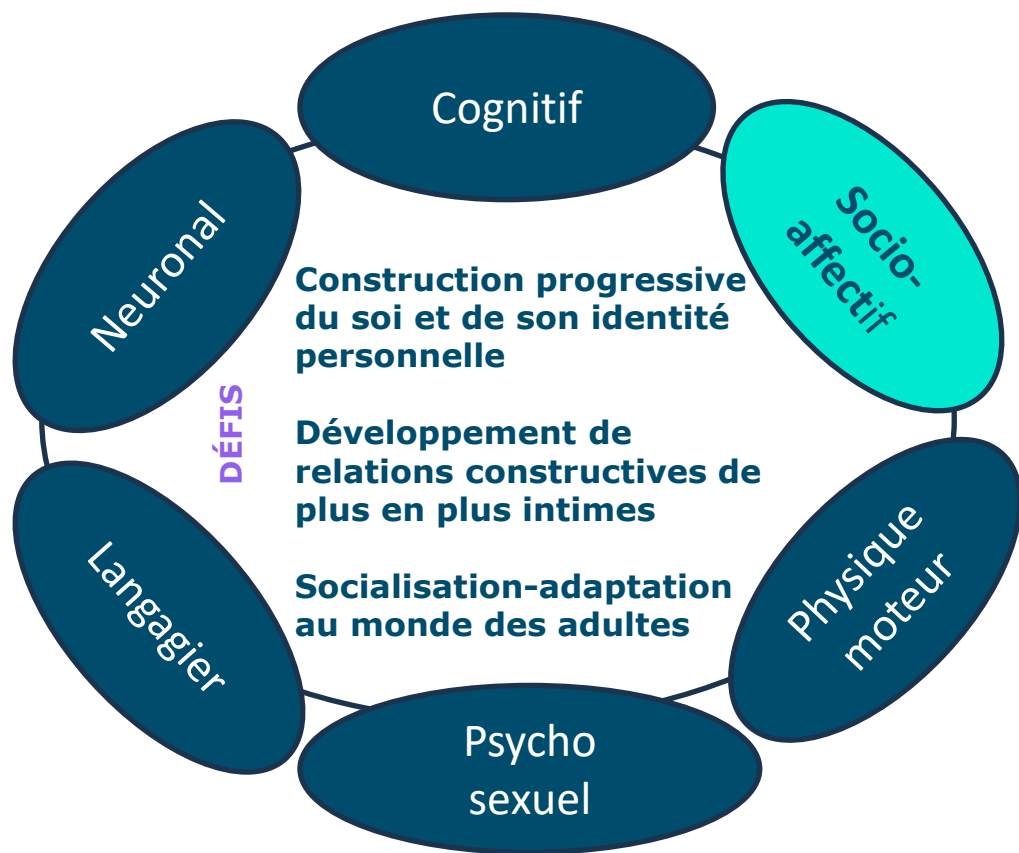 Cognitif
Socio-
affectif
Neuronal
Construction progressive
du soi et de son identité
personnelle
DÉFIS
Développement de
relations constructives de
plus en plus intimes
Socialisation-adaptation
au monde des adultes
Physique
moteur
Langagier
Psycho
sexuel